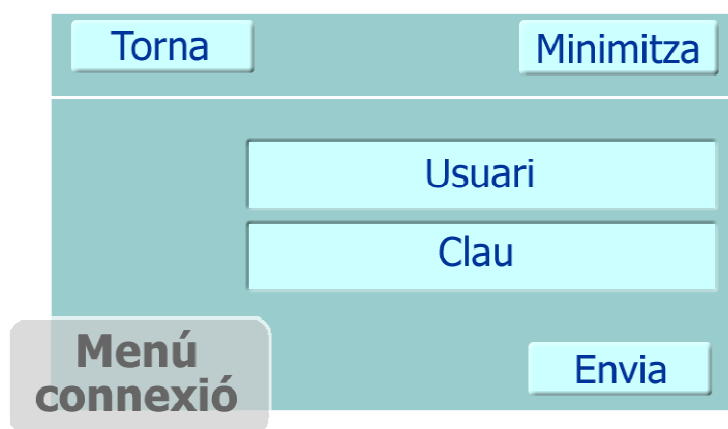 Torna
Minimitza
Usuari
Clau
Menú
connexió
Envia